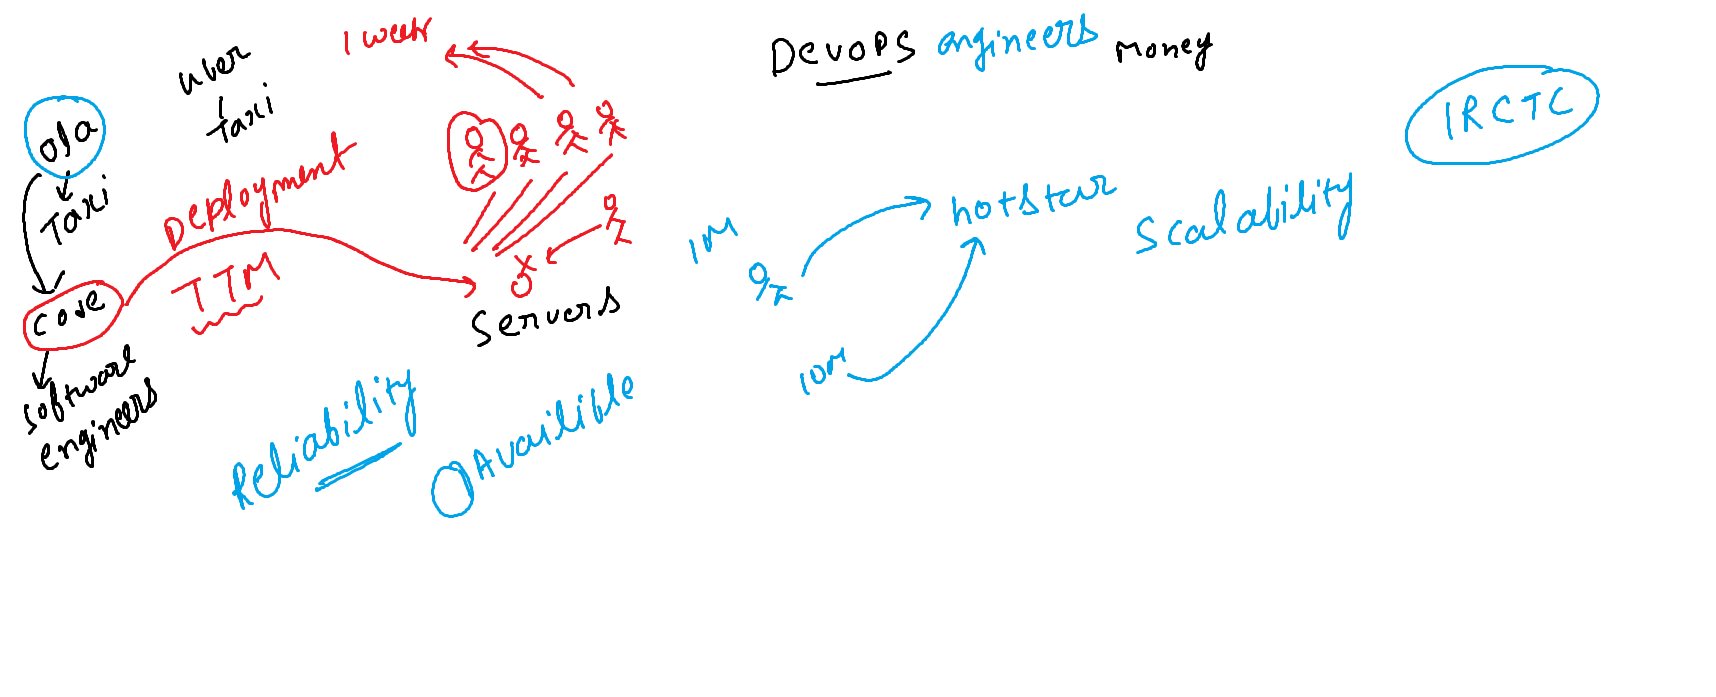 1 week
uber
Taxi
Devops engineers money
IRCTC
ola
Taxi
Deployment
TTM
code
Servers
software
engineers
Reliability
Availible
1M
10M
hotstar
Scalability